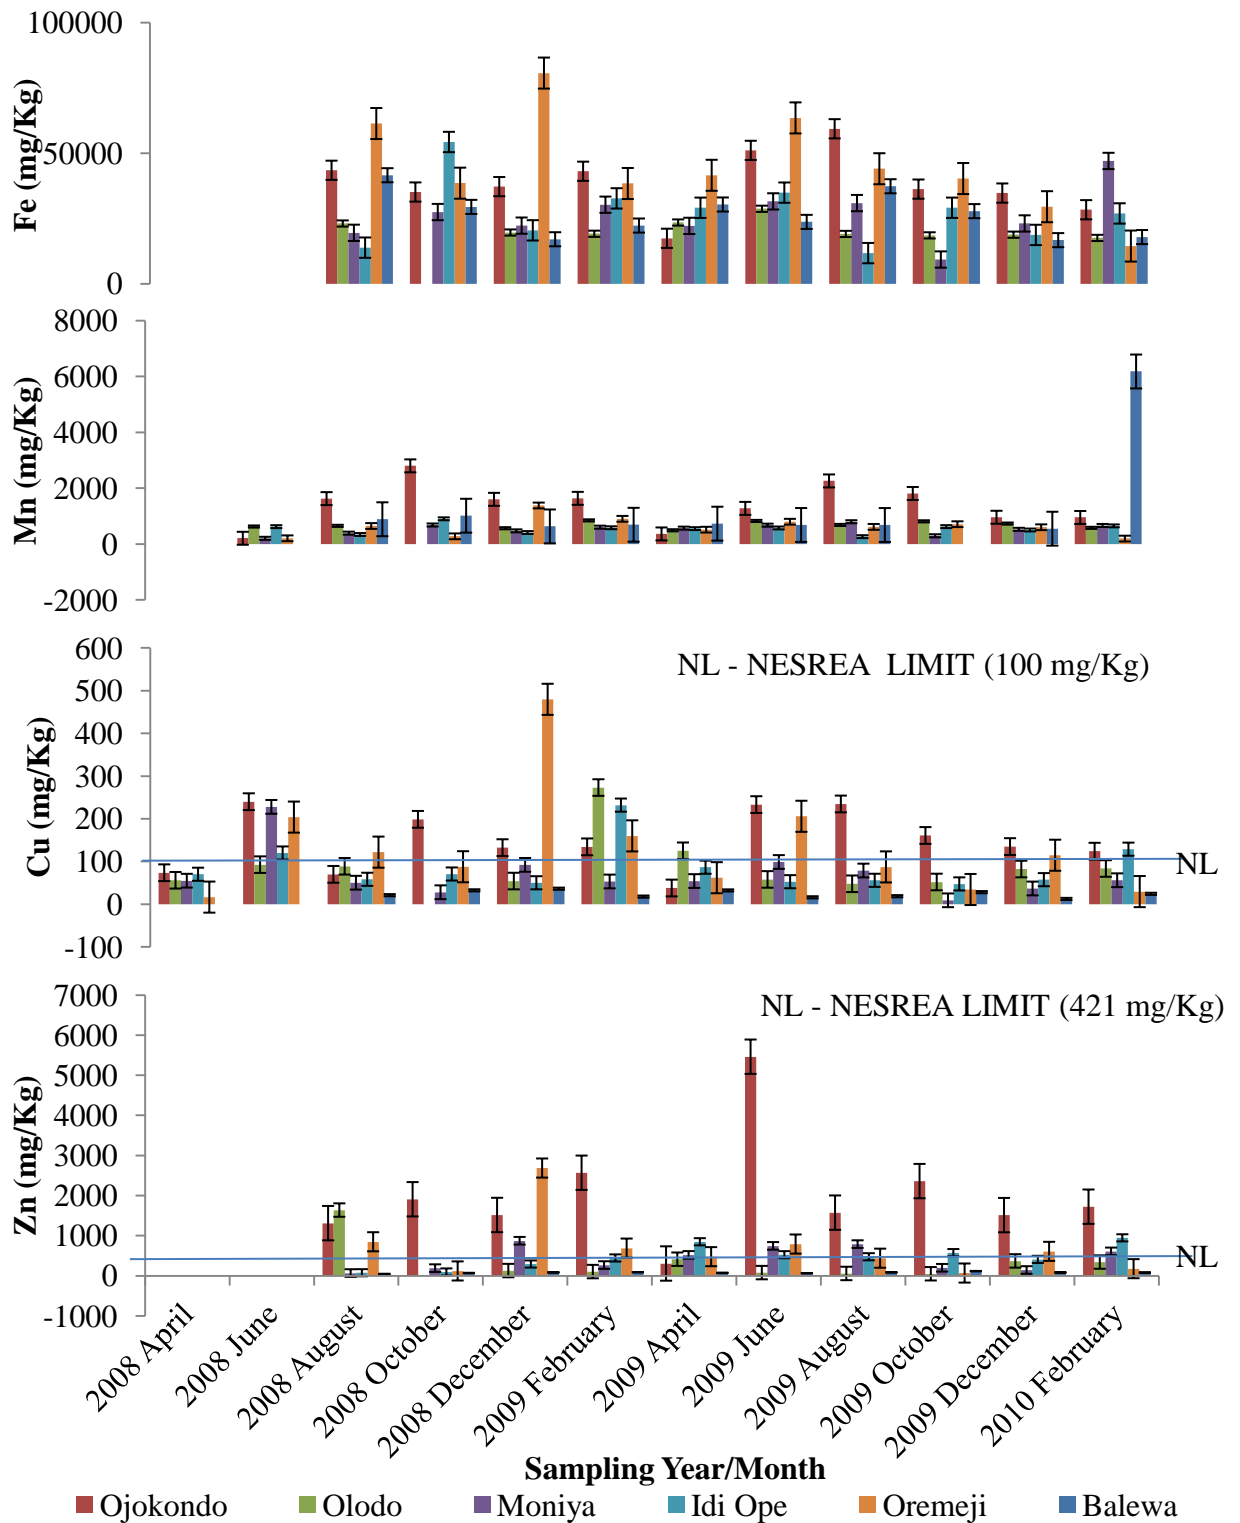 100000
50000
0
Fe (mg/Kg)
8000
6000
4000
2000
0
-2000
Mn (mg/Kg)
NL - NESREA LIMIT (100 mg/Kg)
600
500
400
300
200
100
0
-100
Cu (mg/Kg)
NL
NL - NESREA LIMIT (421 mg/Kg)
7000
6000
5000
4000
3000
2000
1000
0
-1000
Zn (mg/Kg)
NL
2008 April
2008 June
2008 August
2008 October
2008 December
2009 February
2009 April
2009 June
2009 August
2009 October
2009 December
2010 February
Sampling Year/Month
Ojokondo Olodo Moniya Idi Ope Oremeji Balewa